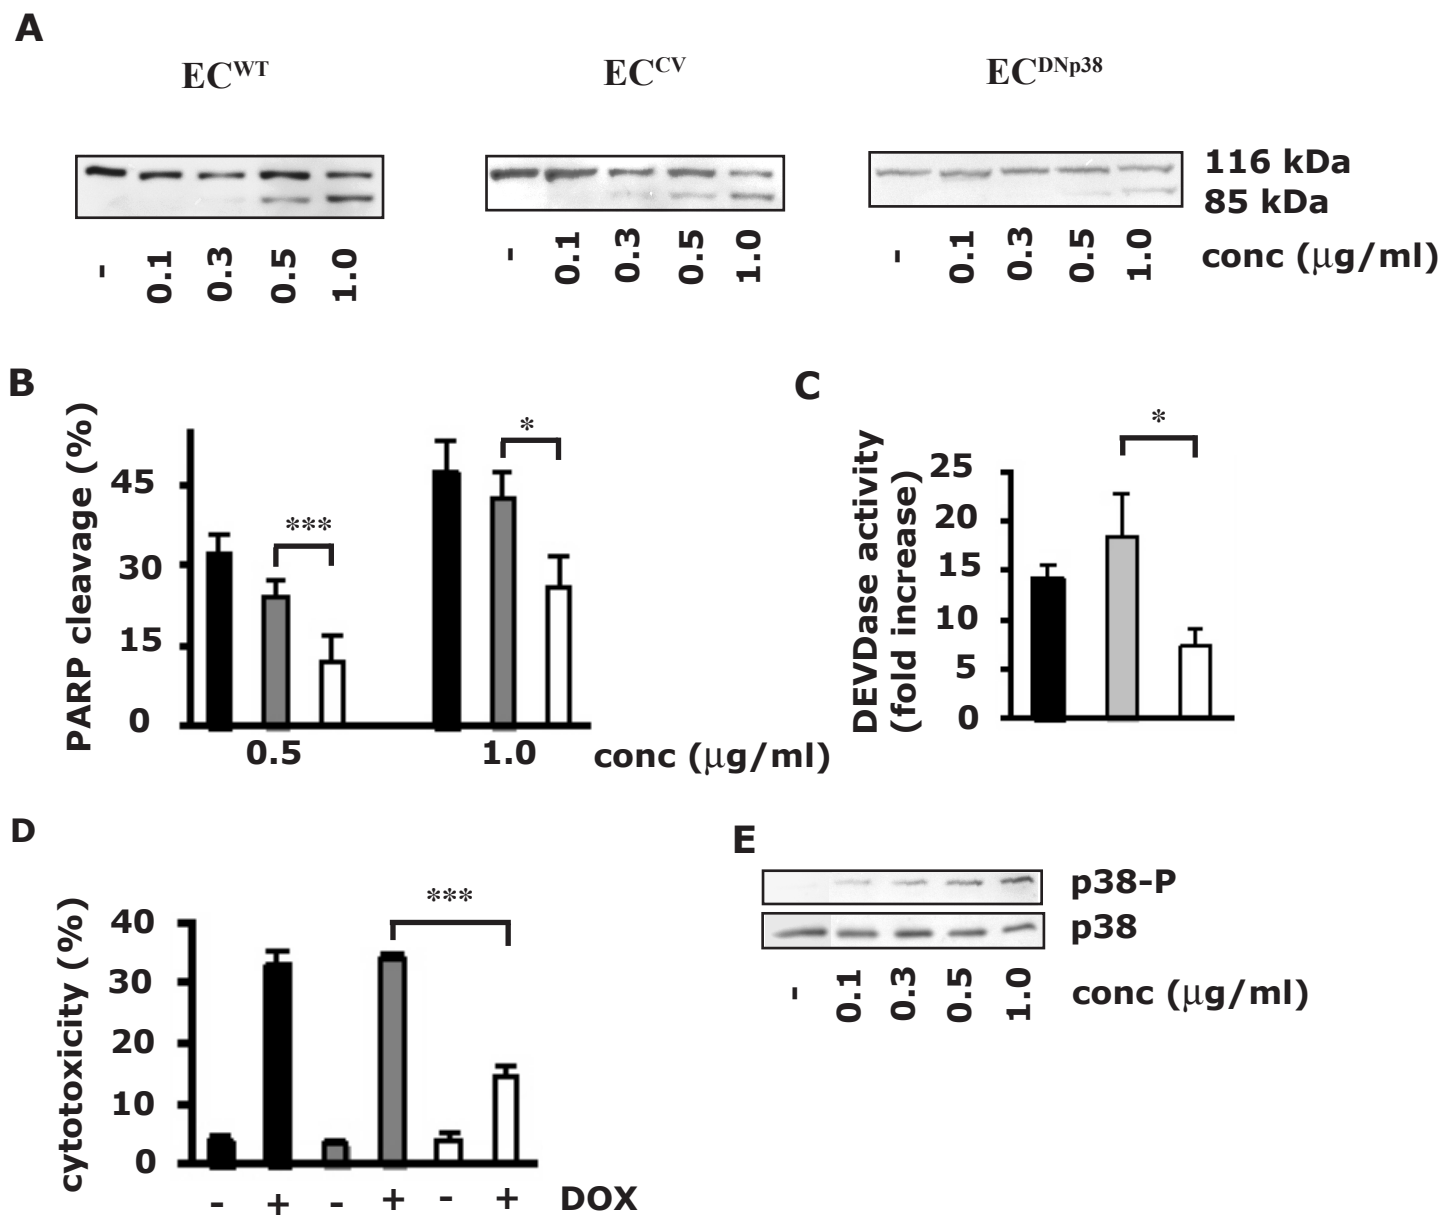 A
EC^WT EC^CV EC^DNp38
116 kDa
85 kDa
- 0.1 0.3 0.5 1.0 - 0.1 0.3 0.5 1.0 - 0.1 0.3 0.5 1.0 conc (μg/ml)
B
PARP cleavage (%)
45
30
15
0
***
*
0.5 1.0 conc (μg/ml)
C
DEVDase activity
(fold increase)
25
20
15
10
5
0
*
D
cytotoxicity (%)
40
30
20
10
0
***
- + - + - + DOX
E
p38-P
p38
- 0.1 0.3 0.5 1.0 conc (μg/ml)